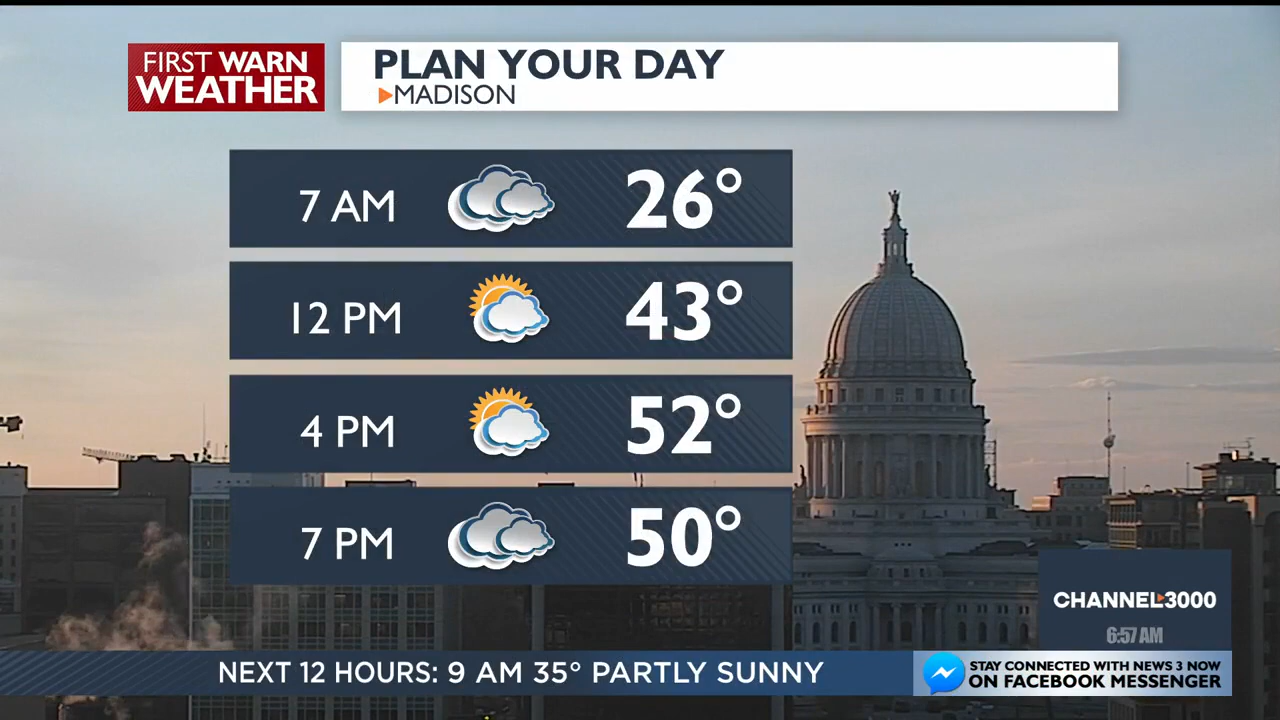 FIRST WARN
WEATHER
PLAN YOUR DAY
MADISON
7 AM 26°
12 PM 43°
4 PM 52°
7 PM 50°
CHANNEL3000
6:57 AM
NEXT 12 HOURS: 9 AM 35° PARTLY SUNNY
STAY CONNECTED WITH NEWS 3 NOW
ON FACEBOOK MESSENGER